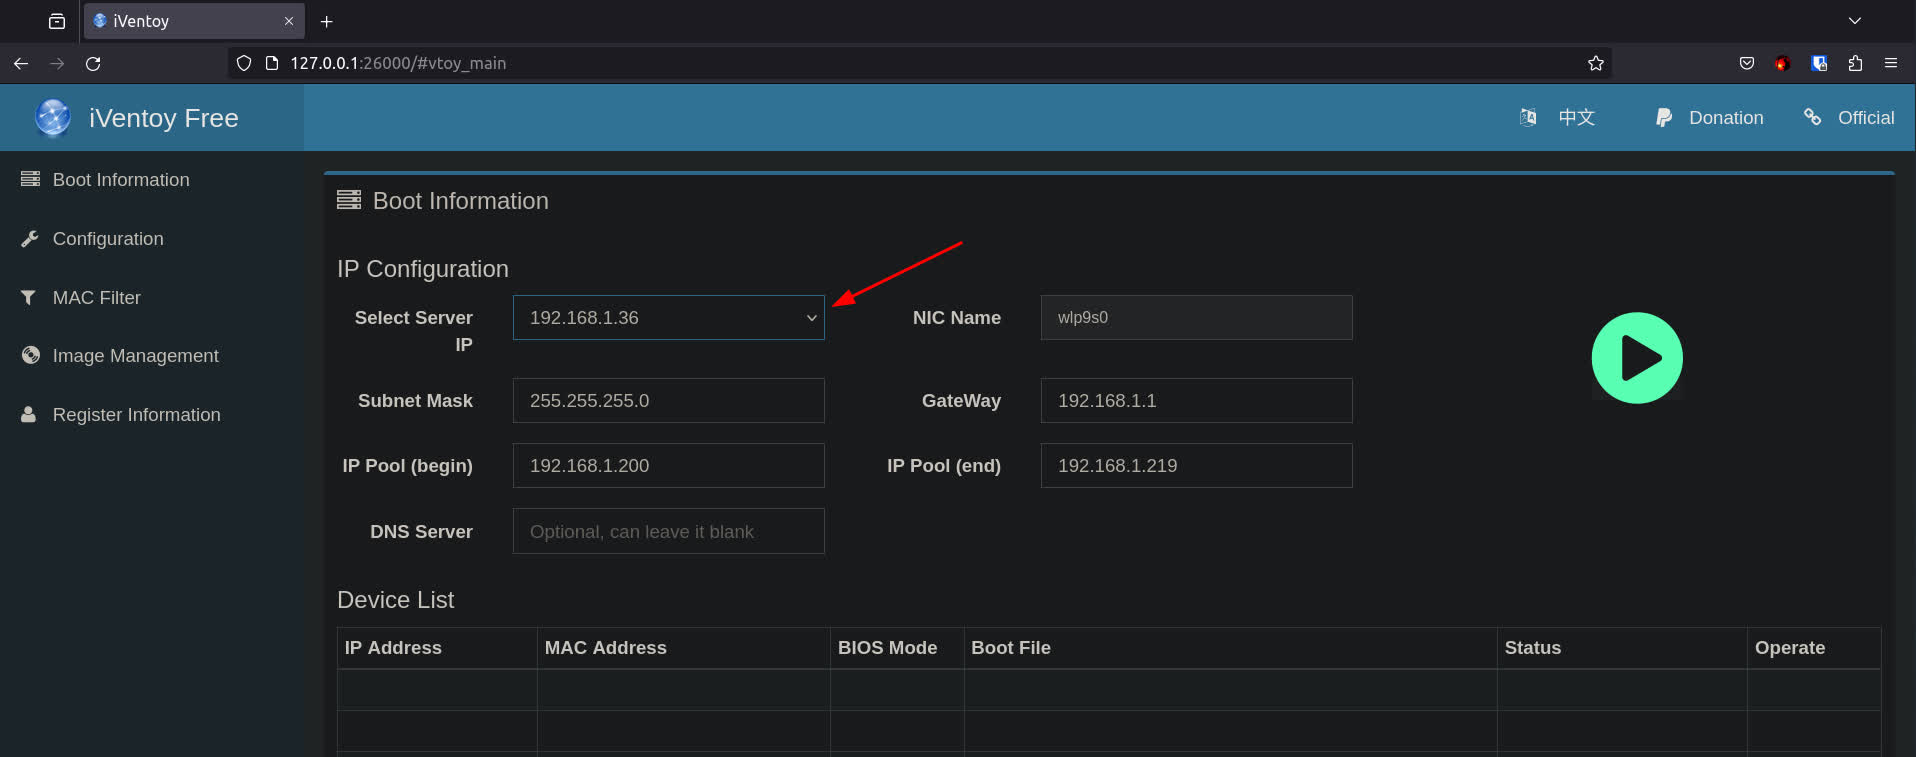 iVentoy
127.0.0.1:26000/#vtoy_main
iVentoy Free
中文
Donation
Official
Boot Information
Configuration
MAC Filter
Image Management
Register Information
Boot Information
IP Configuration
Select Server IP
192.168.1.36
NIC Name
wlp9s0
Subnet Mask
255.255.255.0
GateWay
192.168.1.1
IP Pool (begin)
192.168.1.200
IP Pool (end)
192.168.1.219
DNS Server
Optional, can leave it blank
Device List
IP Address
MAC Address
BIOS Mode
Boot File
Status
Operate